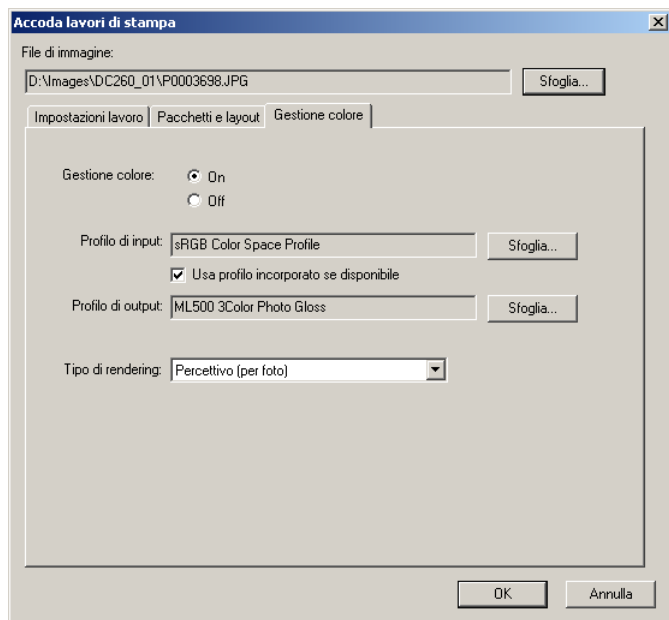 Accoda lavori di stampa
File di immagine:
D:\Images\DC260_01\P0003698.JPG Sfoglia...
Impostazioni lavoro Pacchetti e layout Gestione colore
Gestione colore: On
Off
Profilo di input: sRGB Color Space Profile Sfoglia...
Usa profilo incorporato se disponibile
Profilo di output: ML500 3Color Photo Gloss Sfoglia...
Tipo di rendering: Percettivo (per foto)
OK Annulla